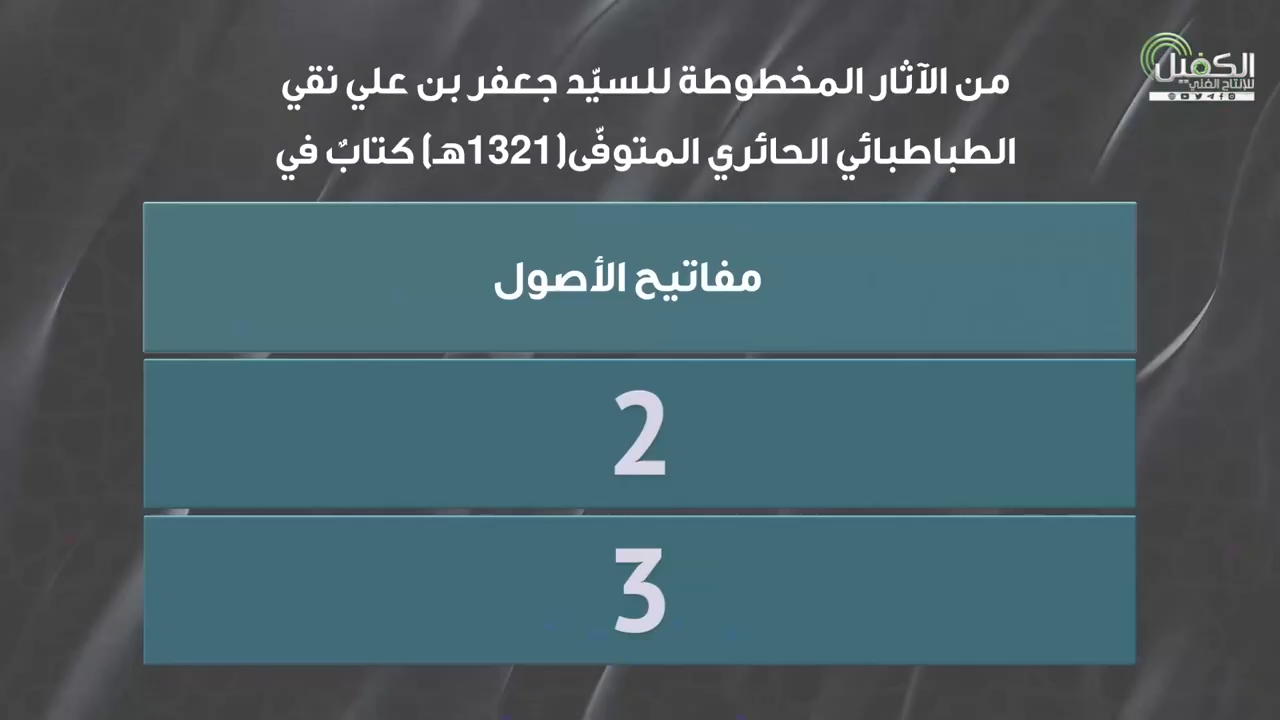 الكفيل
للإنتاج الفني
من الآثار المخطوطة للسيّد جعفر بن علي نقي
الطباطبائي الحائري المتوفّى(1321هـ) كتابٌ في
مفاتيح الأصول
2
3